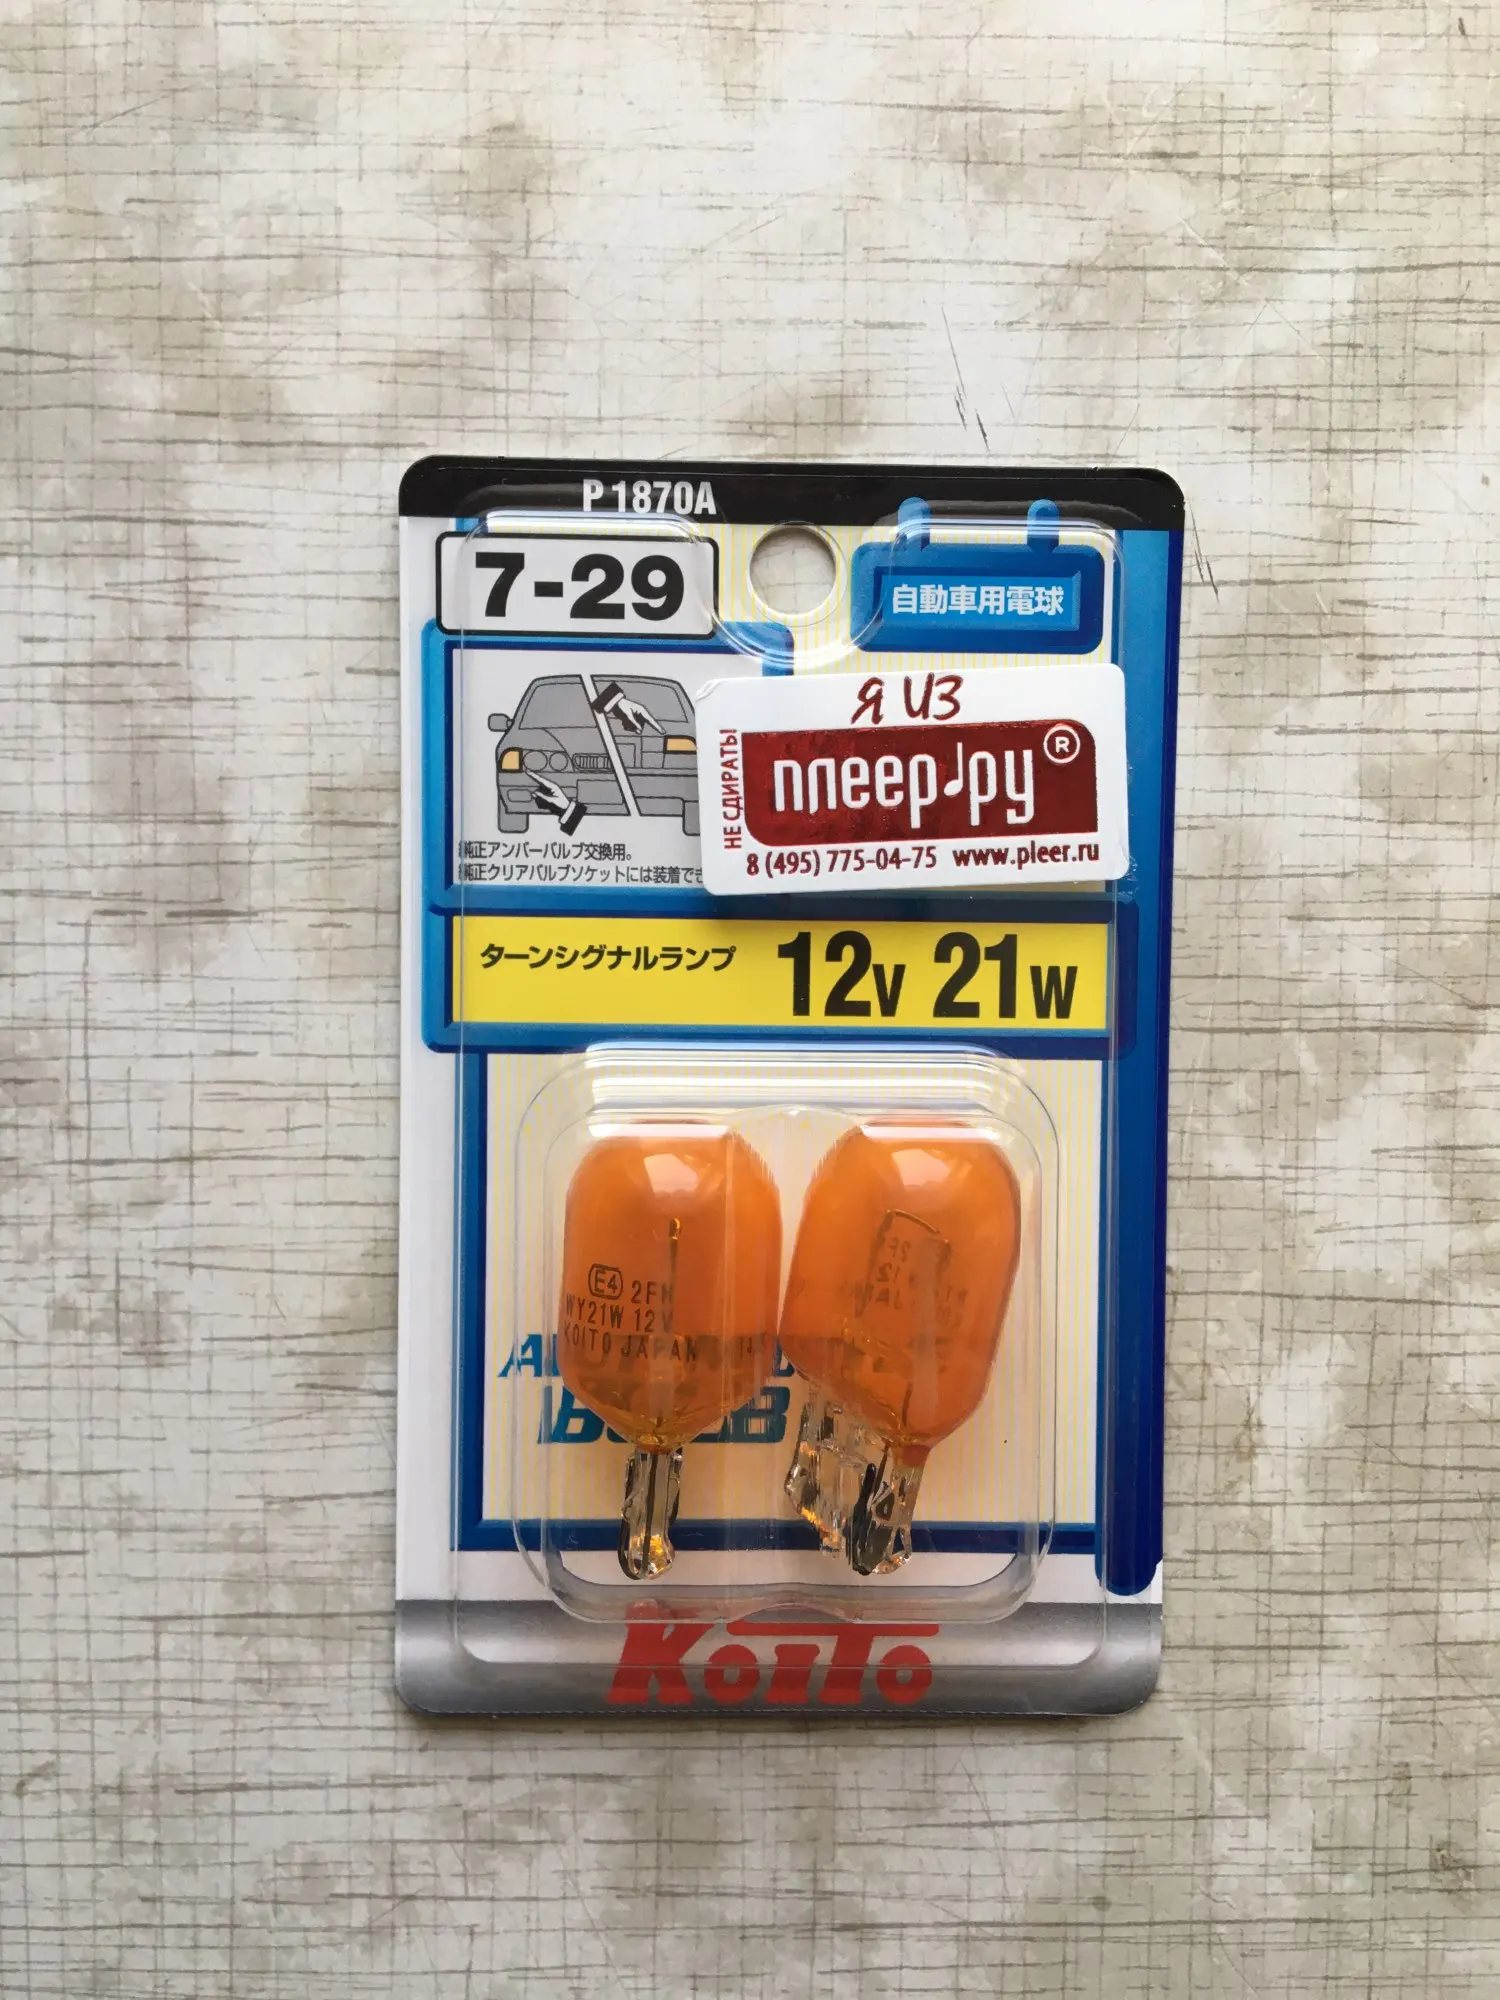 P 1870A
7-29
自動車用電球
Я ИЗ
НЕ СДИРАТЫ
плеер.ру ®
8 (495) 775-04-75 www.pleer.ru
純正アンバーバルブ交換用。
純正クリアバルブソケットには装着でき
ターンシグナルランプ 12V 21W
E4 2FH
WY21W 12V
KOITO JAPAN
BULB
KOITO